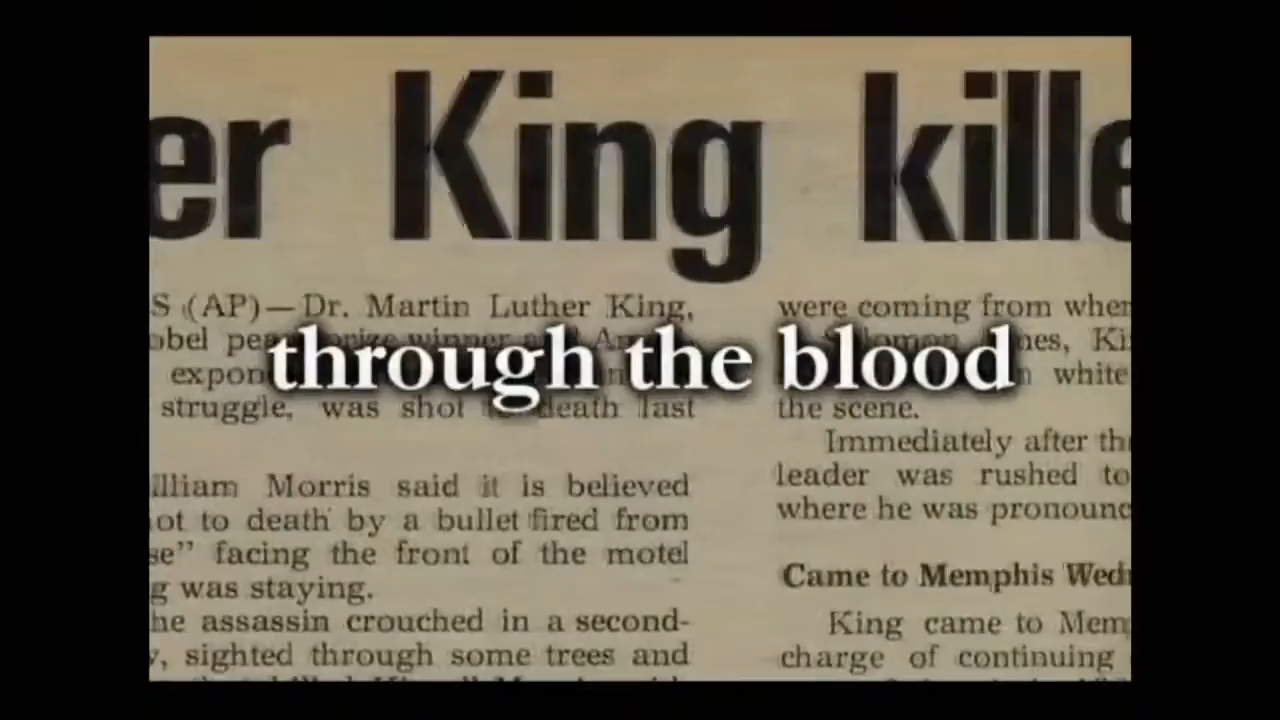 er King kille
through the blood
S (AP)—Dr. Martin Luther King,
struggle, was shot death last
illiam Morris said it is believed
ot to death by a bullet fired from
se” facing the front of the motel
g was staying.
he assassin crouched in a second-
y, sighted through some trees and
were coming from wher
white
the scene.
Immediately after th
leader was rushed to
where he was pronounc
Came to Memphis Wed
King came to Mem
charge of continuing